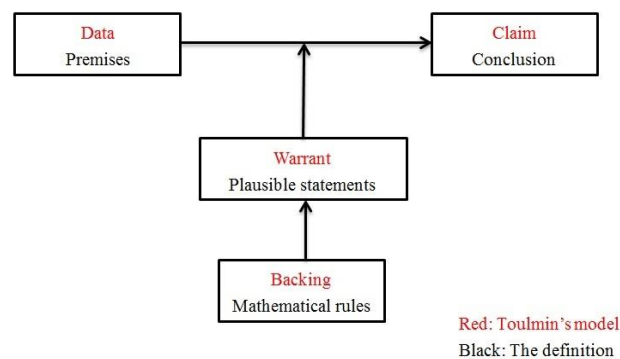 Data
Premises
Claim
Conclusion
Warrant
Plausible statements
Backing
Mathematical rules
Red: Toulmin's model
Black: The definition